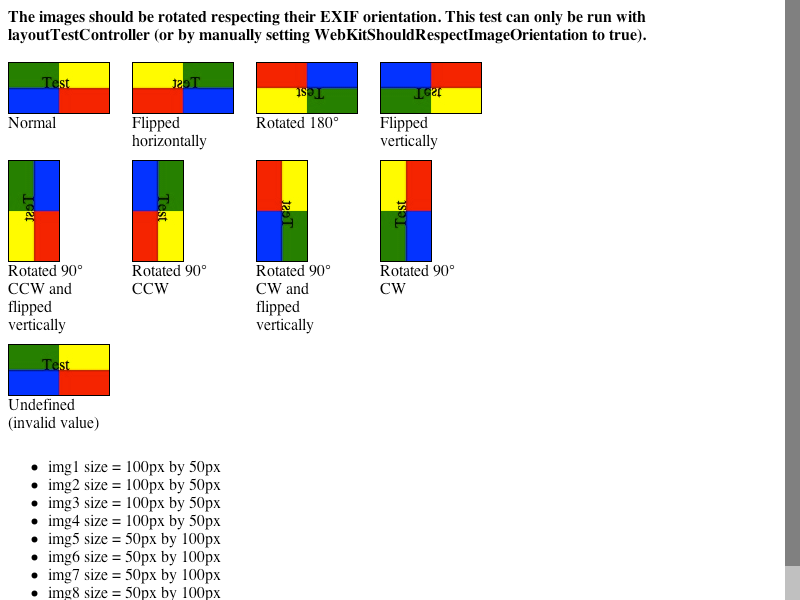 The images should be rotated respecting their EXIF orientation. This test can only be run with
layoutTestController (or by manually setting WebKitShouldRespectImageOrientation to true).
Test
Test
Test
Test
Normal
Flipped
horizontally
Rotated 180°
Flipped
vertically
Test
Test
Test
Test
Rotated 90°
CCW and
flipped
vertically
Rotated 90°
CCW
Rotated 90°
CW and
flipped
vertically
Rotated 90°
CW
Test
Undefined
(invalid value)
• img1 size = 100px by 50px
• img2 size = 100px by 50px
• img3 size = 100px by 50px
• img4 size = 100px by 50px
• img5 size = 50px by 100px
• img6 size = 50px by 100px
• img7 size = 50px by 100px
• img8 size = 50px by 100px